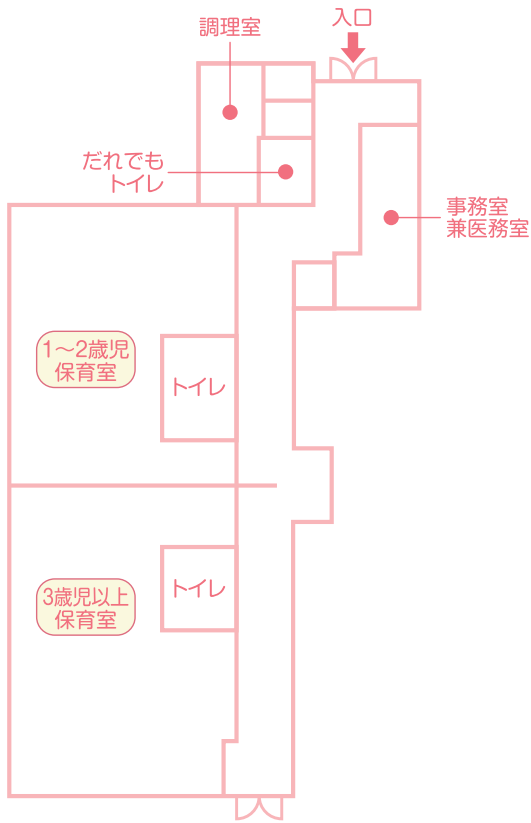 入口
調理室
だれでも
トイレ
事務室
兼医務室
1～2歳児
保育室
トイレ
3歳児以上
保育室
トイレ